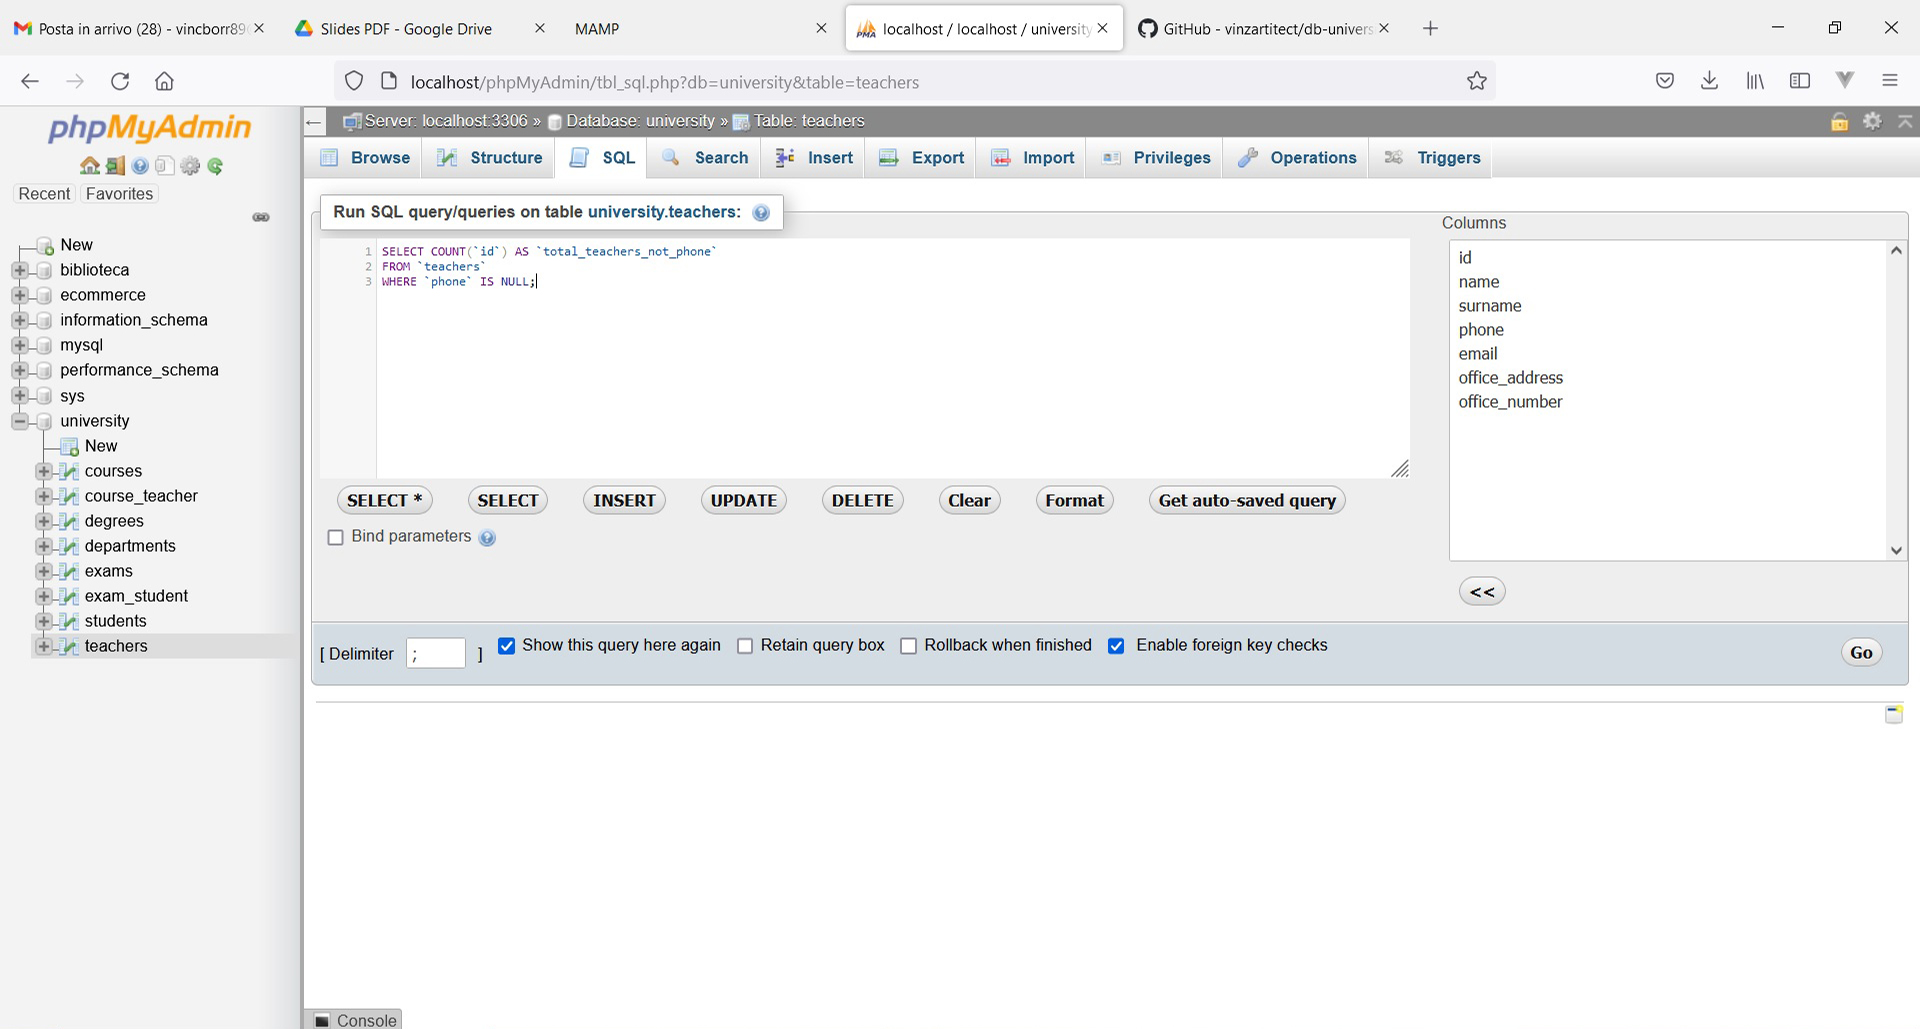 Posta in arrivo (28) - vincborr89
Slides PDF - Google Drive
MAMP
PMA
localhost / localhost / university
GitHub - vinzartitect/db-univers
localhost/phpMyAdmin/tbl_sql.php?db=university&table=teachers
phpMyAdmin
Recent Favorites
New
biblioteca
ecommerce
information_schema
mysql
performance_schema
sys
university
New
courses
course_teacher
degrees
departments
exams
exam_student
students
teachers
Server: localhost:3306 » Database: university » Table: teachers
Browse Structure SQL Search Insert Export Import Privileges Operations Triggers
Run SQL query/queries on table university.teachers:
1 SELECT COUNT(`id`) AS `total_teachers_not_phone`
2 FROM `teachers`
3 WHERE `phone` IS NULL;
Columns
id
name
surname
phone
email
office_address
office_number
SELECT * SELECT INSERT UPDATE DELETE Clear Format Get auto-saved query
Bind parameters
<<
[ Delimiter ; ] Show this query here again Retain query box Rollback when finished Enable foreign key checks
Go
Console